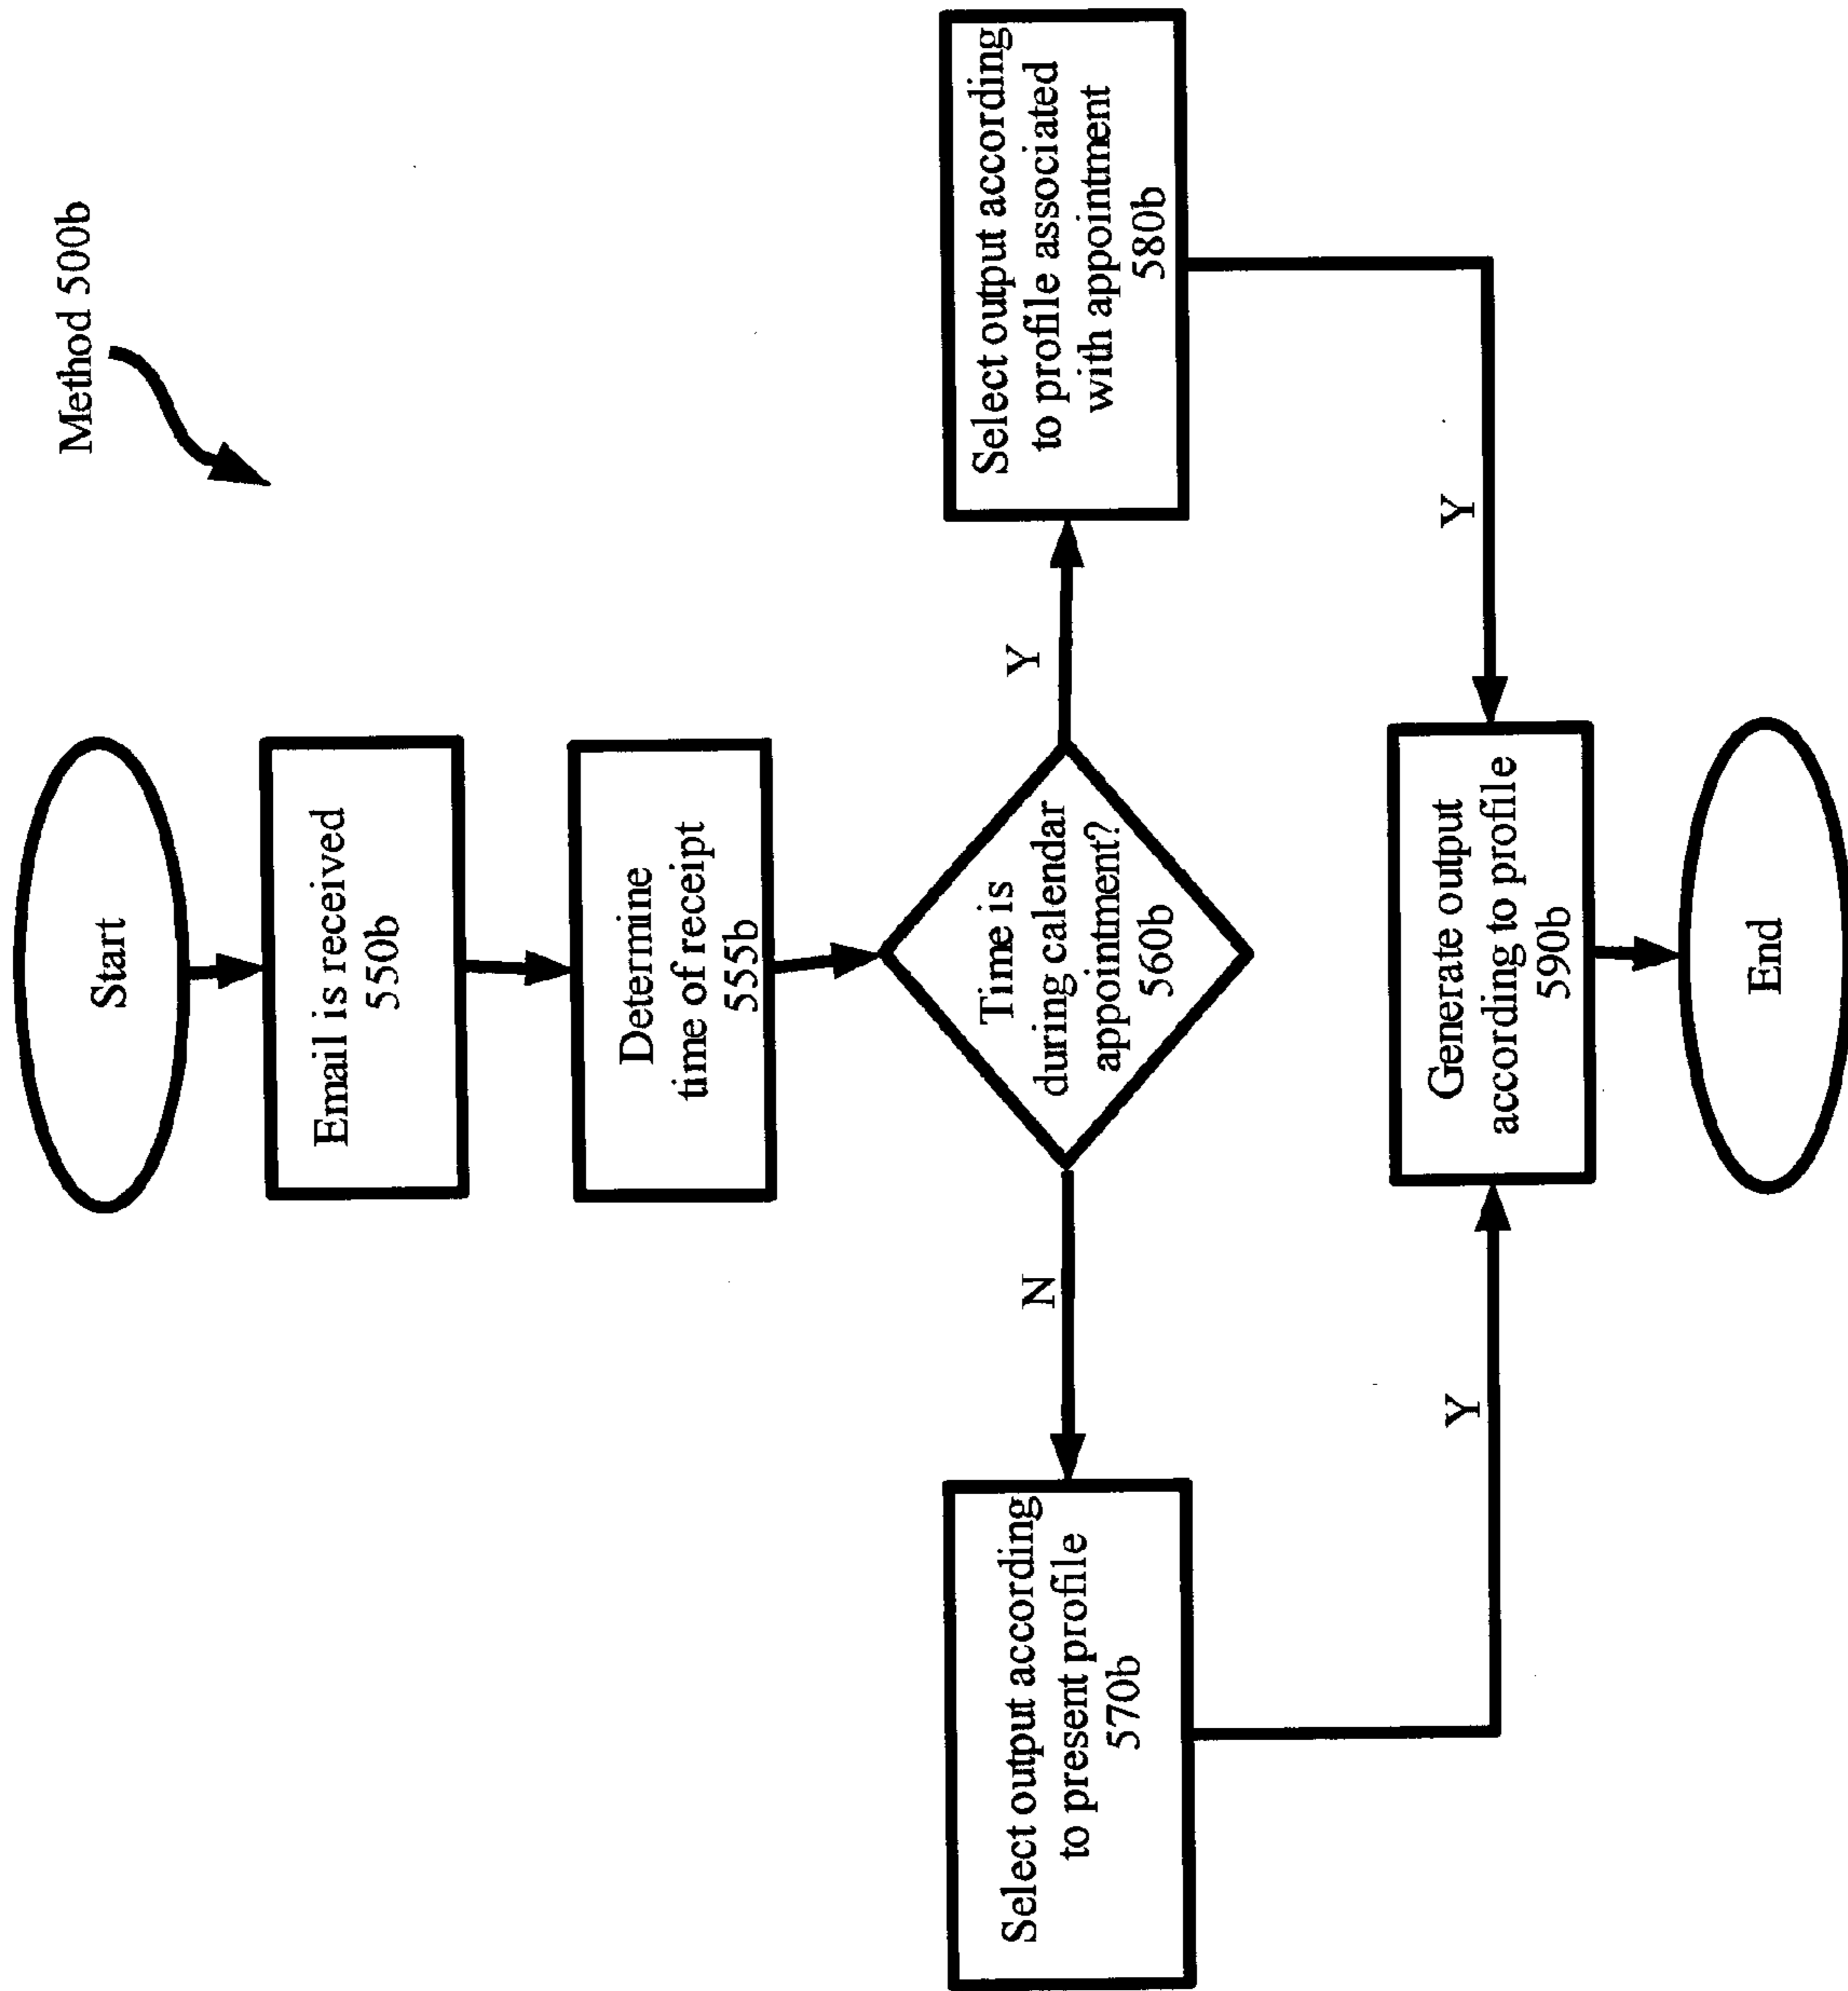 Method 500b
Start
Email is received
550b
Determine
time of receipt
555b
Time is
during calendar
appointment?
560b
N
Y
Select output according
to present profile
570b
Select output according
to profile associated
with appointment
580b
Y
Y
Generate output
according to profile
590b
End